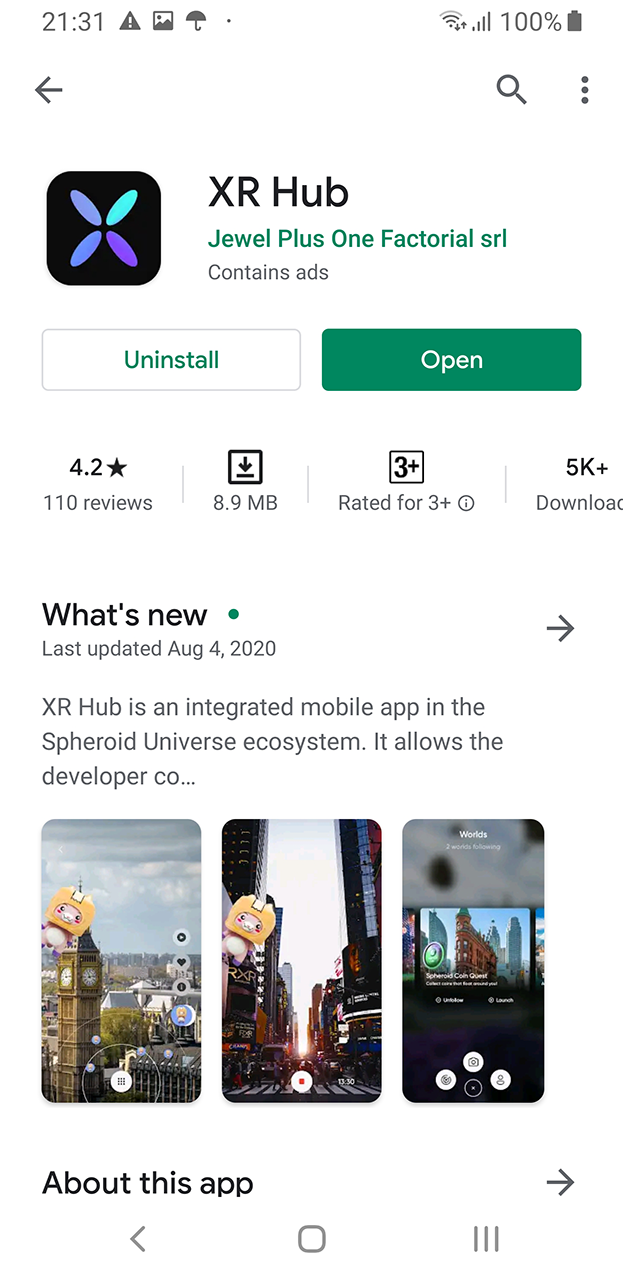 21:31
100%
XR Hub
Jewel Plus One Factorial srl
Contains ads
Uninstall
Open
4.2★
110 reviews
8.9 MB
3+
Rated for 3+
5K+
Download
What's new
Last updated Aug 4, 2020
XR Hub is an integrated mobile app in the
Spheroid Universe ecosystem. It allows the
developer co…
13:30
Worlds
2 worlds following
Spheroid Coin Quest
Collect coins that float around you!
Unfollow
Launch
About this app